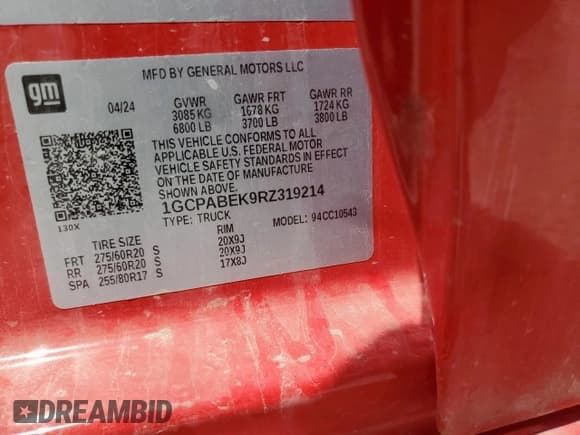 gm
MFD BY GENERAL MOTORS LLC
04/24 GVWR GAWR FRT GAWR RR
3085 KG 1678 KG 1724 KG
6800 LB 3700 LB 3800 LB
THIS VEHICLE CONFORMS TO ALL
APPLICABLE U.S. FEDERAL MOTOR
VEHICLE SAFETY STANDARDS IN EFFECT
ON THE DATE OF MANUFACTURE
SHOWN ABOVE.
1GCPABEK9RZ319214
130X
TYPE: TRUCK MODEL: 94CC10543
TIRE SIZE RIM
FRT 275/60R20 S 20X9J
RR 275/60R20 S 20X9J
SPA 255/80R17 S 17X8J
DREAMBID